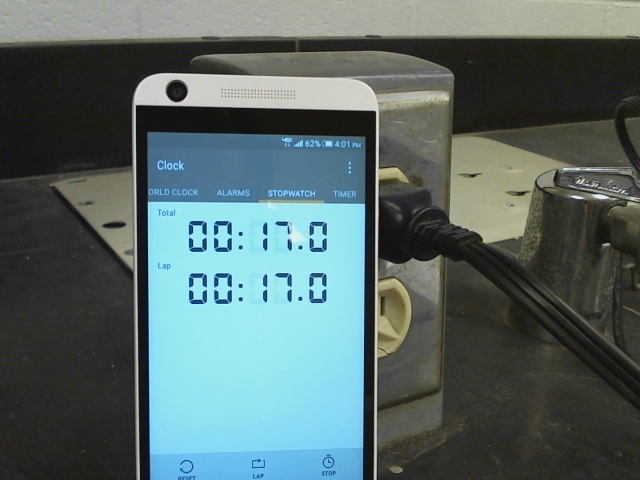 62% 4:01 PM
Clock
ORLD CLOCK ALARMS STOPWATCH TIMER
Total
00:17.0
Lap
00:17.0
RESET LAP STOP